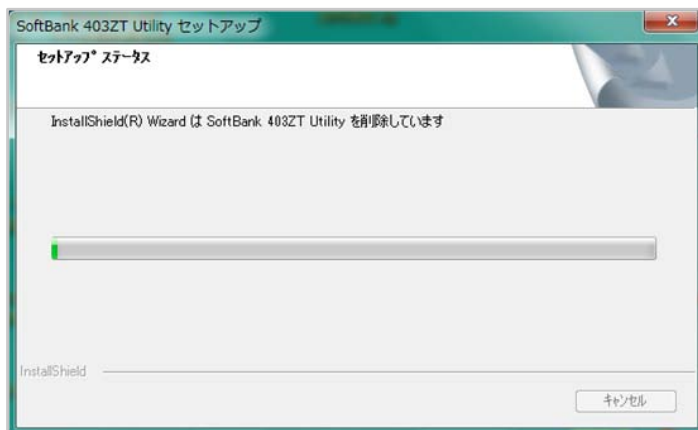 SoftBank 403ZT Utility セットアップ
セットアップ ステータス
InstallShield(R) Wizard は SoftBank 403ZT Utility を削除しています
InstallShield
キャンセル